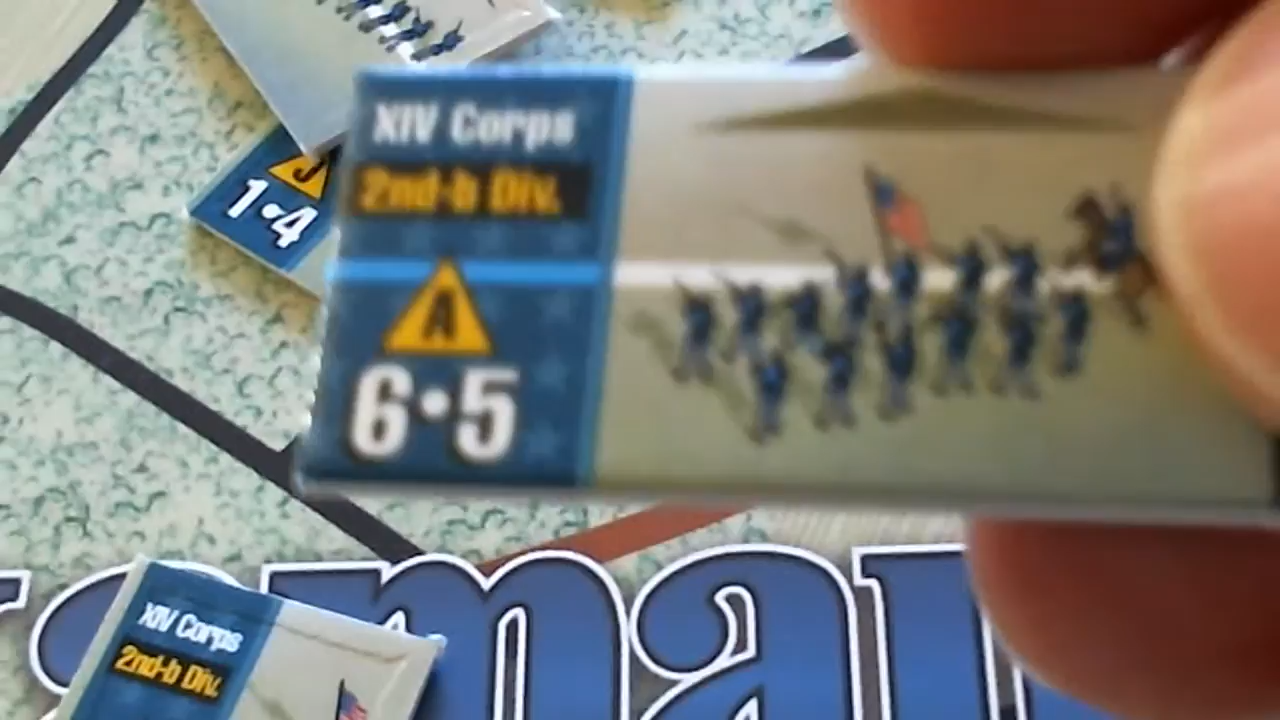 XIV Corps
2nd-b Div.
A
6•5
J
1•4
XIV Corps
2nd-b Div.